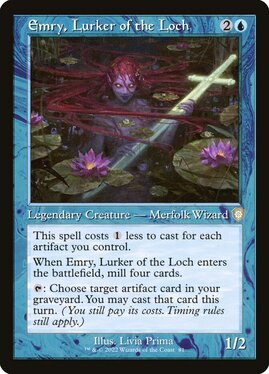 Emry, Lurker of the Loch 2
Legendary Creature — Merfolk Wizard
This spell costs 1 less to cast for each
artifact you control.
When Emry, Lurker of the Loch enters
the battlefield, mill four cards.
: Choose target artifact card in your
graveyard. You may cast that card this
turn. (You still pay its costs. Timing
rules still apply.)
1/2
Illus. Livia Prima
™ & © 2022 Wizards of the Coast 81